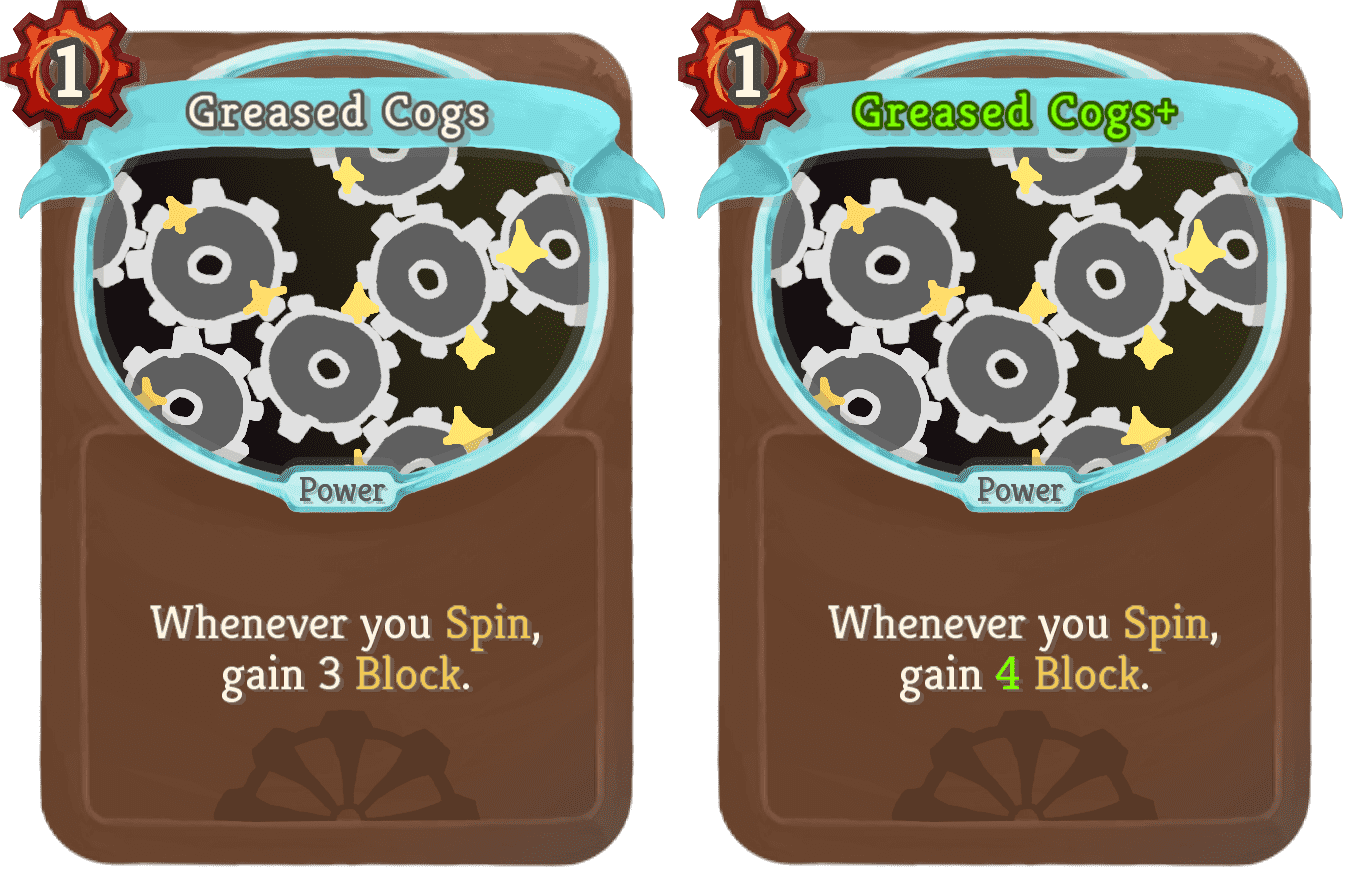 1
Greased Cogs
Power
Whenever you Spin,
gain 3 Block.
1
Greased Cogs+
Power
Whenever you Spin,
gain 4 Block.